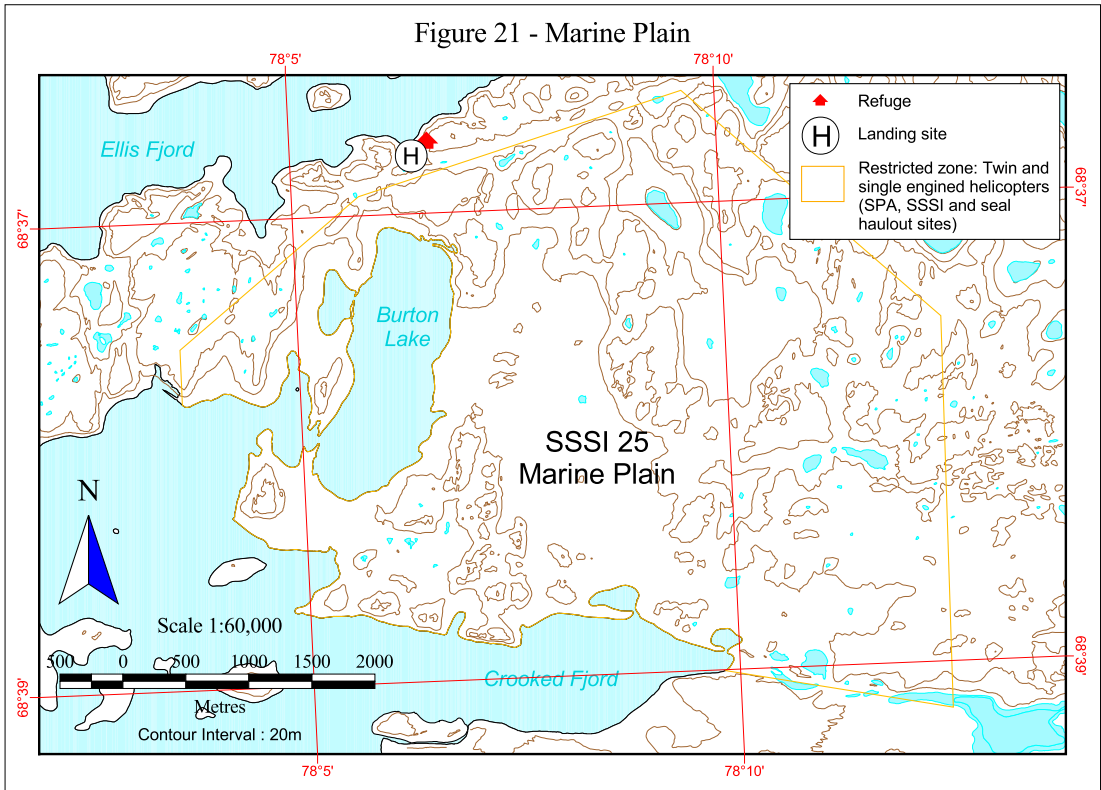 Figure 21 - Marine Plain
78°5'
78°10'
Refuge
H
Landing site
Restricted zone: Twin and
single engined helicopters
(SPA, SSSI and seal
haulout sites)
Ellis Fjord
H
68°37'
68°37'
Burton
Lake
SSSI 25
Marine Plain
N
Scale 1:60,000
500 0 500 1000 1500 2000
Metres
Contour Interval : 20m
Crooked Fjord
68°39'
68°39'
78°5'
78°10'